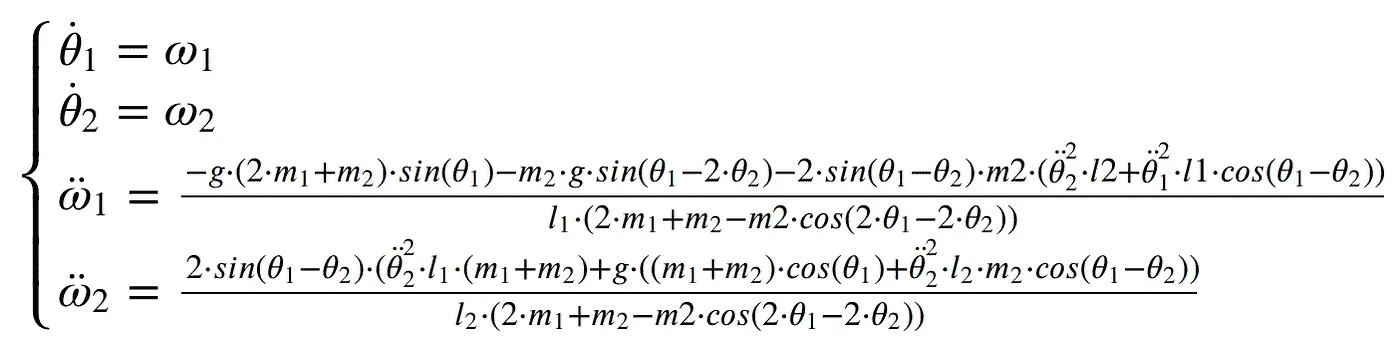 θ̇₁ = ω₁
θ̇₂ = ω₂
ω̈₁ = (-g·(2·m₁+m₂)·sin(θ₁)−m₂·g·sin(θ₁−2·θ₂)−2·sin(θ₁−θ₂)·m2·(θ̈₂²·l2+θ̈₁²·l1·cos(θ₁−θ₂))) / (l₁·(2·m₁+m₂−m2·cos(2·θ₁−2·θ₂)))
ω̈₂ = (2·sin(θ₁−θ₂)·(θ̈₂²·l₁·(m₁+m₂)+g·((m₁+m₂)·cos(θ₁)+θ̈₂²·l₂·m₂·cos(θ₁−θ₂))) / (l₂·(2·m₁+m₂−m2·cos(2·θ₁−2·θ₂)))